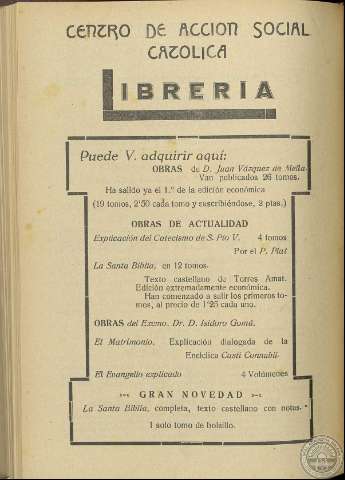 CENTRO DE ACCION SOCIAL
CATOLICA
LIBRERIA
Puede V. adquirir aquí:
OBRAS de D. Juan Vázquez de Mella.
Van publicados 26 tomos.
Ha salido ya el 1.º de la edición económica
(19 tomos, 2'50 cada tomo y suscribiéndose, 2 ptas.)
OBRAS DE ACTUALIDAD
Explicación del Catecismo de S. Pío V. 4 tomos
Por el P. Plat
La Santa Biblia, en 12 tomos.
Texto castellano de Torres Amat.
Edición extremadamente económica.
Han comenzado a salir los primeros to-
mos, al precio de 1'25 cada uno.
OBRAS del Excmo. Dr. D. Isidoro Gomá.
El Matrimonio. Explicación dialogada de la
Encíclica Casti Connubii
El Evangelio explicado 4 Volúmenes
GRAN NOVEDAD
La Santa Biblia, completa, texto castellano con notas.
1 solo tomo de bolsillo.